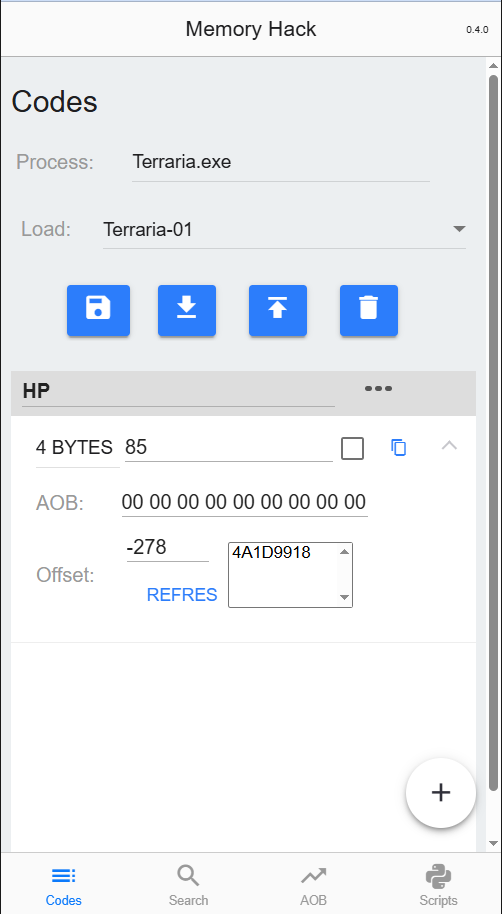 Memory Hack
0.4.0
Codes
Process: Terraria.exe
Load: Terraria-01
HP
4 BYTES 85
AOB: 00 00 00 00 00 00 00 00 00
Offset: -278
4A1D9918
REFRES
Codes Search AOB Scripts